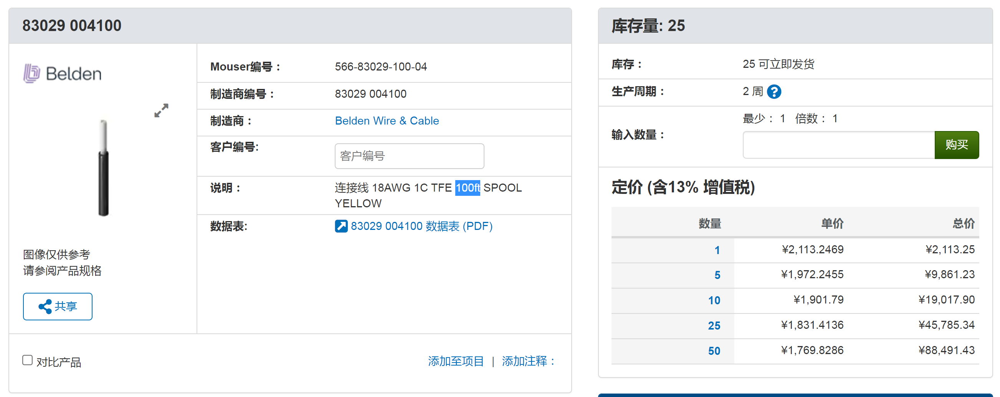 83029 004100
Belden
图像仅供参考
请参阅产品规格
共享
Mouser编号： 566-83029-100-04
制造商编号： 83029 004100
制造商： Belden Wire & Cable
客户编号: 客户编号
说明： 连接线 18AWG 1C TFE 100ft SPOOL
YELLOW
数据表: 83029 004100 数据表 (PDF)
对比产品
添加至项目 | 添加注释：
库存量: 25
库存： 25 可立即发货
生产周期： 2 周 ?
最少： 1 倍数： 1
输入数量： 购买
定价 (含13% 增值税)
数量 单价 总价
1 ¥2,113.2469 ¥2,113.25
5 ¥1,972.2455 ¥9,861.23
10 ¥1,901.79 ¥19,017.90
25 ¥1,831.4136 ¥45,785.34
50 ¥1,769.8286 ¥88,491.43